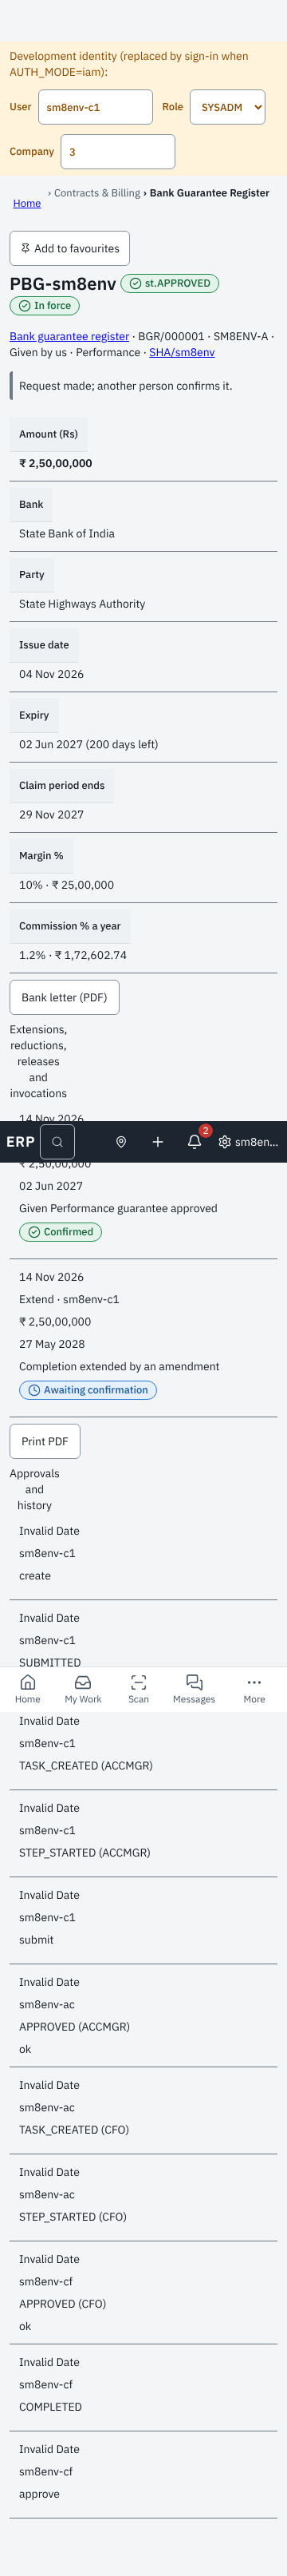 Development identity (replaced by sign-in when
AUTH_MODE=iam):
User sm8env-c1 Role SYSADM
Company 3
Home › Contracts & Billing › Bank Guarantee Register
Add to favourites
PBG-sm8env st.APPROVED
In force
Bank guarantee register · BGR/000001 · SM8ENV-A ·
Given by us · Performance · SHA/sm8env
Request made; another person confirms it.
Amount (Rs)
₹ 2,50,00,000
Bank
State Bank of India
Party
State Highways Authority
Issue date
04 Nov 2026
Expiry
02 Jun 2027 (200 days left)
Claim period ends
29 Nov 2027
Margin %
10% · ₹ 25,00,000
Commission % a year
1.2% · ₹ 1,72,602.74
Bank letter (PDF)
Extensions,
reductions,
releases
and
invocations
14 Nov 2026
ERP 2 sm8en...
₹ 2,50,00,000
02 Jun 2027
Given Performance guarantee approved
Confirmed
14 Nov 2026
Extend · sm8env-c1
₹ 2,50,00,000
27 May 2028
Completion extended by an amendment
Awaiting confirmation
Print PDF
Approvals
and
history
Invalid Date
sm8env-c1
create
Invalid Date
sm8env-c1
SUBMITTED
Home My Work Scan Messages More
Invalid Date
sm8env-c1
TASK_CREATED (ACCMGR)
Invalid Date
sm8env-c1
STEP_STARTED (ACCMGR)
Invalid Date
sm8env-c1
submit
Invalid Date
sm8env-ac
APPROVED (ACCMGR)
ok
Invalid Date
sm8env-ac
TASK_CREATED (CFO)
Invalid Date
sm8env-ac
STEP_STARTED (CFO)
Invalid Date
sm8env-cf
APPROVED (CFO)
ok
Invalid Date
sm8env-cf
COMPLETED
Invalid Date
sm8env-cf
approve